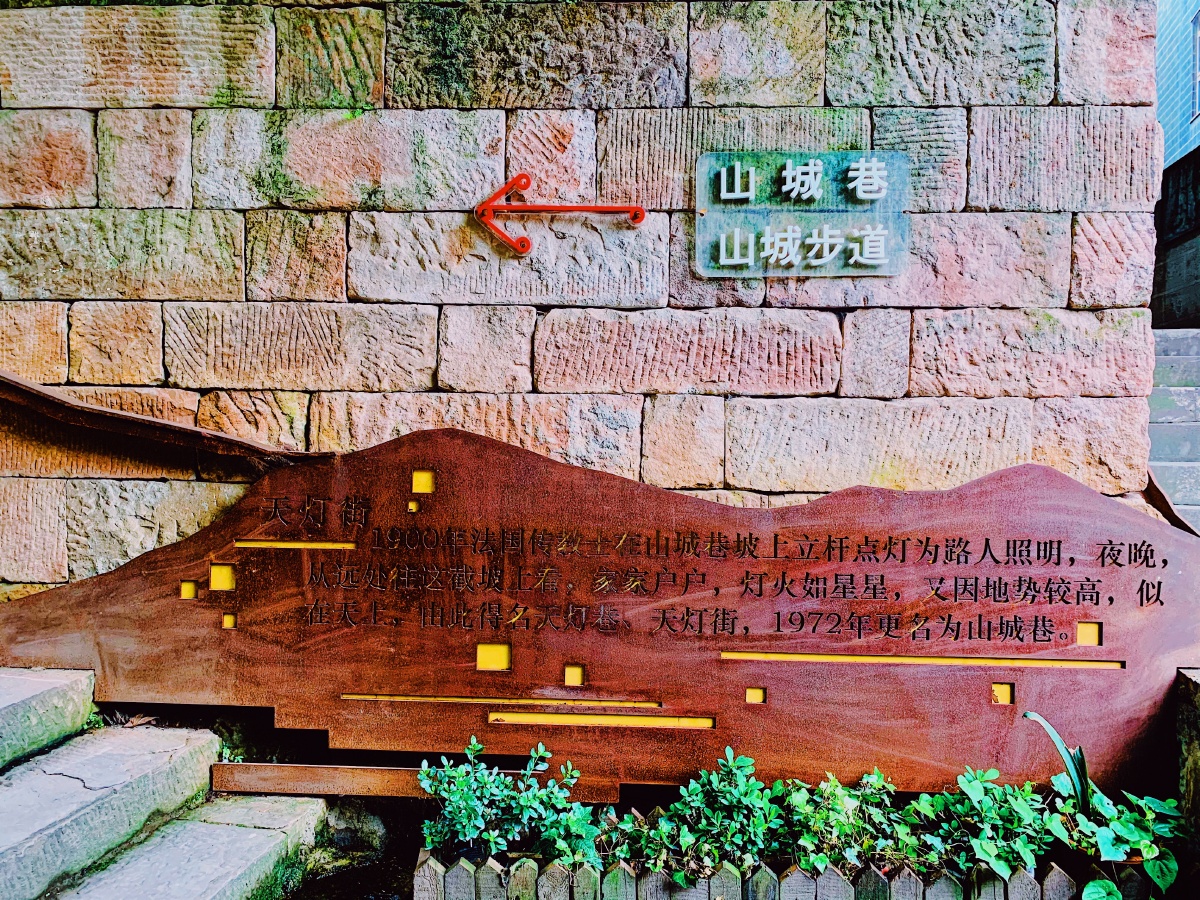 山城巷
山城步道
天灯街
1900年法国传教士在山城巷坡上立杆点灯为路人照明，夜晚，
从远处往这截坡上看，家家户户，灯火如星星，又因地势较高，似
在天上，由此得名天灯巷、天灯街，1972年更名为山城巷。